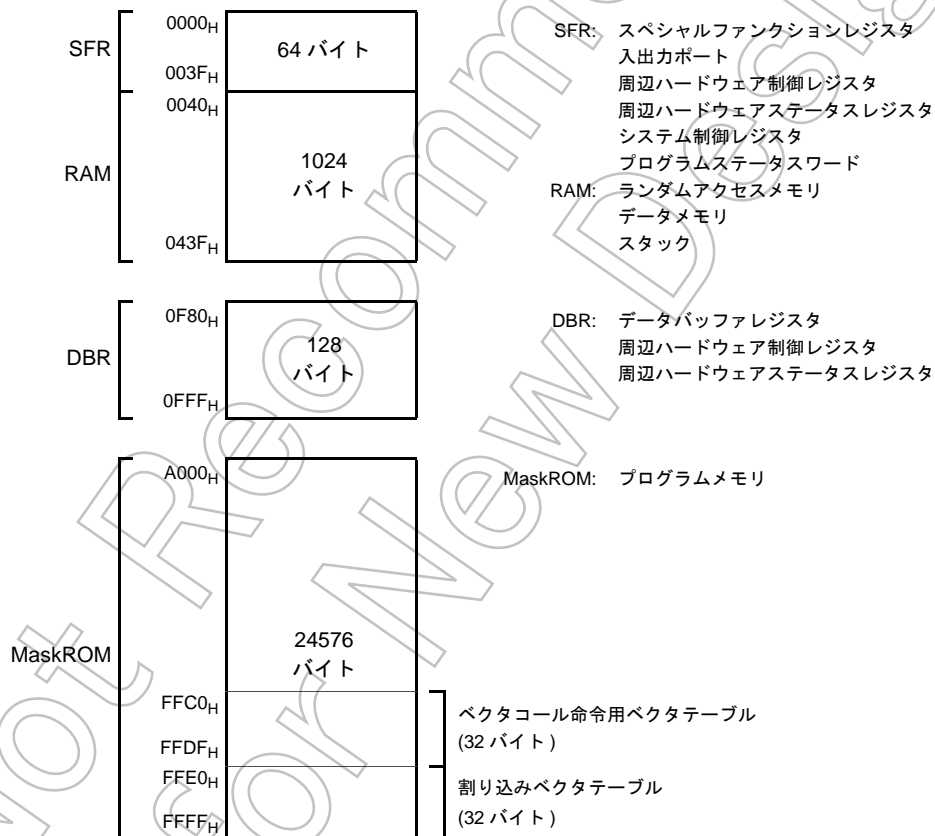 SFR
0000H
64 バイト
003FH
RAM
0040H
1024
バイト
043FH
SFR: スペシャルファンクションレジスタ
入出力ポート
周辺ハードウェア制御レジスタ
周辺ハードウェアステータスレジスタ
システム制御レジスタ
プログラムステータスワード
RAM: ランダムアクセスメモリ
データメモリ
スタック
DBR
0F80H
128
バイト
0FFFH
DBR: データバッファレジスタ
周辺ハードウェア制御レジスタ
周辺ハードウェアステータスレジスタ
MaskROM
A000H
24576
バイト
MaskROM: プログラムメモリ
FFC0H
FFDFH
ベクタコール命令用ベクタテーブル
(32 バイト )
FFE0H
FFFFH
割り込みベクタテーブル
(32 バイト )
Not Recommended
for New Design